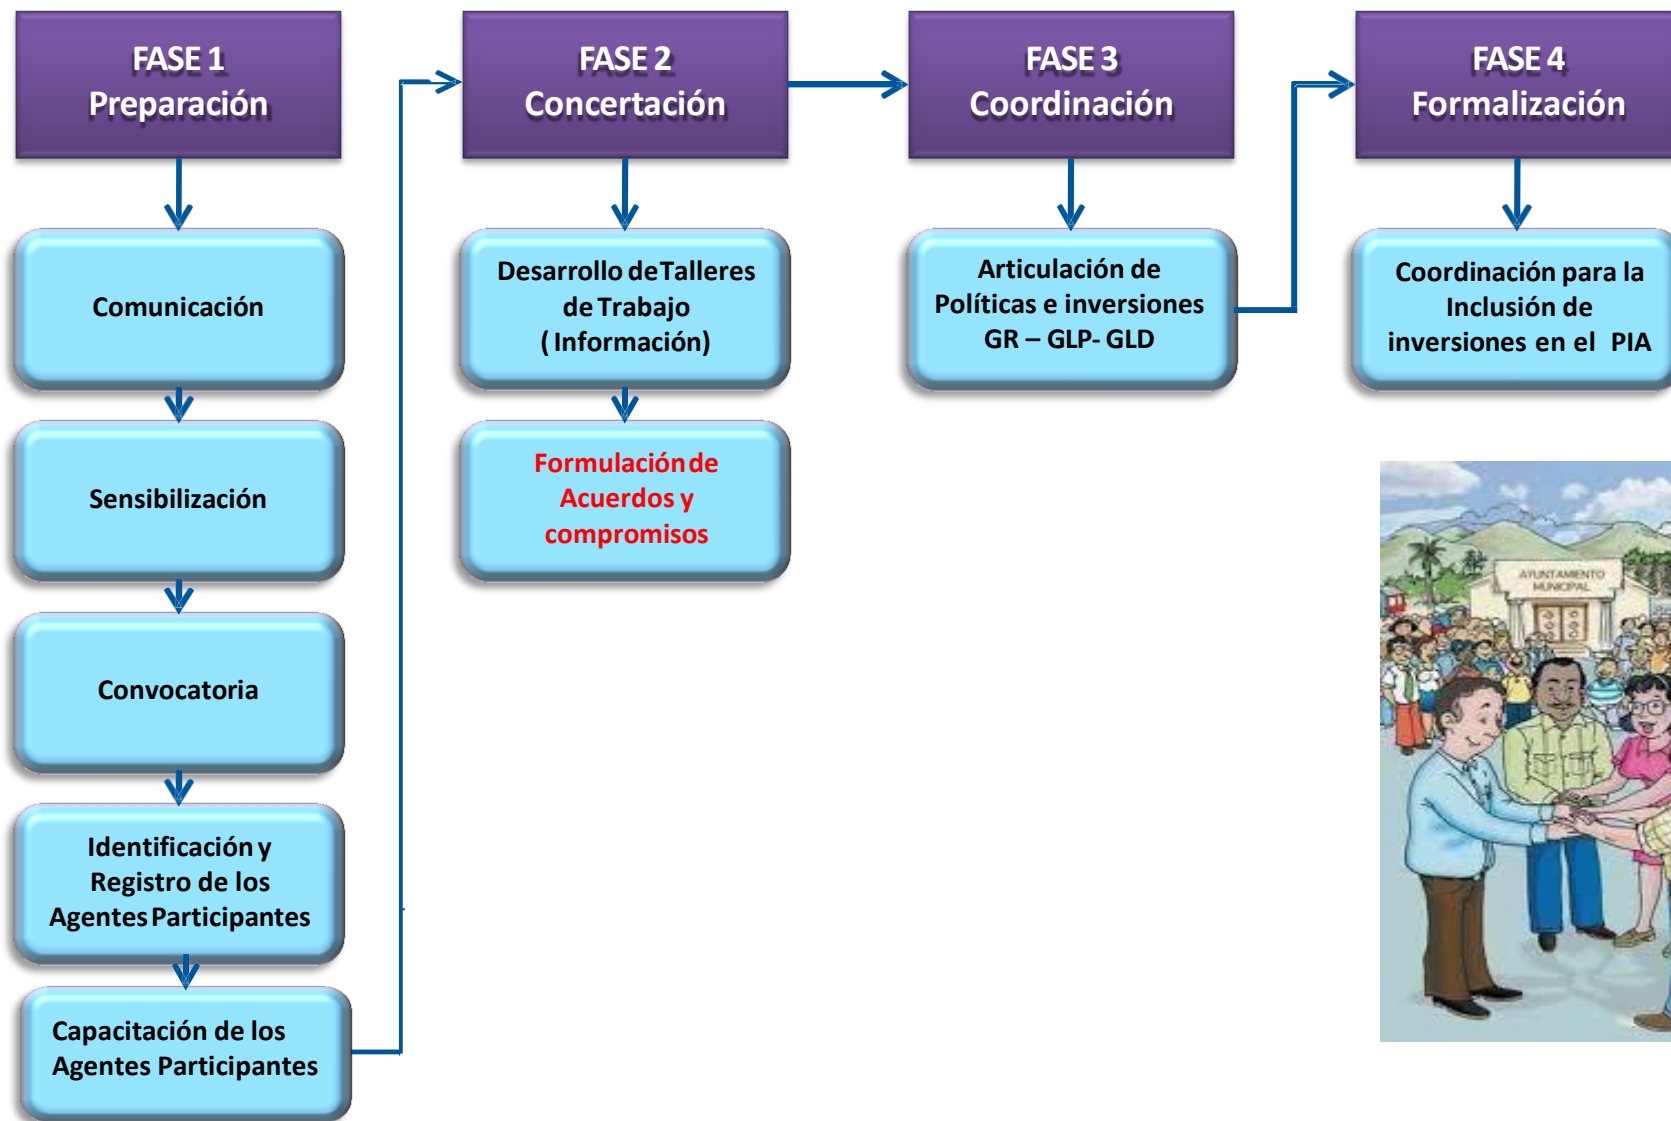 FASE 1
Preparación
Comunicación
Sensibilización
Convocatoria
Identificación y
Registro de los
Agentes Participantes
Capacitación de los
Agentes Participantes
FASE 2
Concertación
Desarrollo de Talleres
de Trabajo
( Información)
Formulación de
Acuerdos y
compromisos
FASE 3
Coordinación
Articulación de
Políticas e inversiones
GR – GLP- GLD
FASE 4
Formalización
Coordinación para la
Inclusión de
inversiones en el PIA
AYUNTAMIENTO
MUNICIPAL